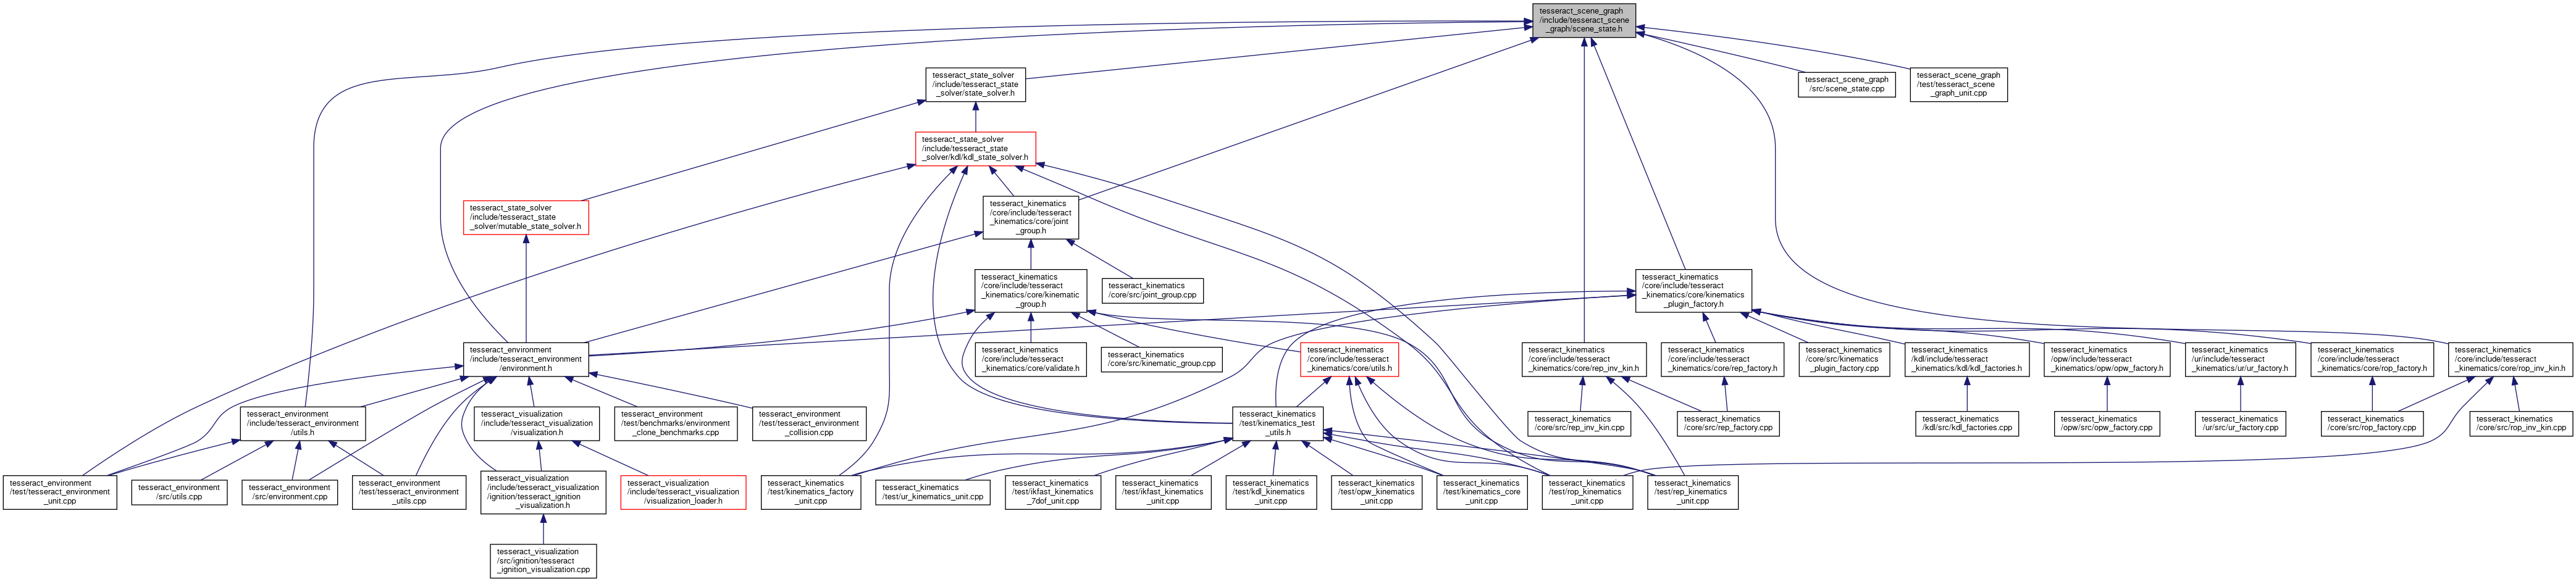 tesseract_scene_graph
/include/tesseract_scene
_graph/scene_state.h
tesseract_state_solver
/include/tesseract_state
_solver/state_solver.h
tesseract_scene_graph
/src/scene_state.cpp
tesseract_scene_graph
/test/tesseract_scene
_graph_unit.cpp
tesseract_state_solver
/include/tesseract_state
_solver/kdl/kdl_state_solver.h
tesseract_state_solver
/include/tesseract_state
_solver/mutable_state_solver.h
tesseract_kinematics
/core/include/tesseract
_kinematics/core/joint
_group.h
tesseract_kinematics
/core/include/tesseract
_kinematics/core/kinematic
_group.h
tesseract_kinematics
/core/src/joint_group.cpp
tesseract_kinematics
/core/include/tesseract
_kinematics/core/kinematics
_plugin_factory.h
tesseract_environment
/include/tesseract_environment
/environment.h
tesseract_kinematics
/core/include/tesseract
_kinematics/core/validate.h
tesseract_kinematics
/core/src/kinematic_group.cpp
tesseract_kinematics
/core/include/tesseract
_kinematics/core/utils.h
tesseract_kinematics
/core/include/tesseract
_kinematics/core/rep_inv_kin.h
tesseract_kinematics
/core/include/tesseract
_kinematics/core/rep_factory.h
tesseract_kinematics
/core/src/kinematics
_plugin_factory.cpp
tesseract_kinematics
/kdl/include/tesseract
_kinematics/kdl/kdl_factories.h
tesseract_kinematics
/opw/include/tesseract
_kinematics/opw/opw_factory.h
tesseract_kinematics
/ur/include/tesseract
_kinematics/ur/ur_factory.h
tesseract_kinematics
/core/include/tesseract
_kinematics/core/rop_factory.h
tesseract_kinematics
/core/include/tesseract
_kinematics/core/rop_inv_kin.h
tesseract_environment
/include/tesseract_environment
/utils.h
tesseract_visualization
/include/tesseract_visualization
/visualization.h
tesseract_environment
/test/benchmarks/environment
_clone_benchmarks.cpp
tesseract_environment
/test/tesseract_environment
_collision.cpp
tesseract_kinematics
/test/kinematics_test
_utils.h
tesseract_kinematics
/core/src/rep_inv_kin.cpp
tesseract_kinematics
/core/src/rep_factory.cpp
tesseract_kinematics
/kdl/src/kdl_factories.cpp
tesseract_kinematics
/opw/src/opw_factory.cpp
tesseract_kinematics
/ur/src/ur_factory.cpp
tesseract_kinematics
/core/src/rop_factory.cpp
tesseract_kinematics
/core/src/rop_inv_kin.cpp
tesseract_environment
/test/tesseract_environment
_unit.cpp
tesseract_environment
/src/utils.cpp
tesseract_environment
/src/environment.cpp
tesseract_environment
/test/tesseract_environment
_utils.cpp
tesseract_visualization
/include/tesseract_visualization
/ignition/tesseract_ignition
_visualization.h
tesseract_visualization
/include/tesseract_visualization
/visualization_loader.h
tesseract_kinematics
/test/kinematics_factory
_unit.cpp
tesseract_kinematics
/test/ur_kinematics_unit.cpp
tesseract_kinematics
/test/ikfast_kinematics
_7dof_unit.cpp
tesseract_kinematics
/test/ikfast_kinematics
_unit.cpp
tesseract_kinematics
/test/kdl_kinematics
_unit.cpp
tesseract_kinematics
/test/opw_kinematics
_unit.cpp
tesseract_kinematics
/test/kinematics_core
_unit.cpp
tesseract_kinematics
/test/rop_kinematics
_unit.cpp
tesseract_kinematics
/test/rep_kinematics
_unit.cpp
tesseract_visualization
/src/ignition/tesseract
_ignition_visualization.cpp